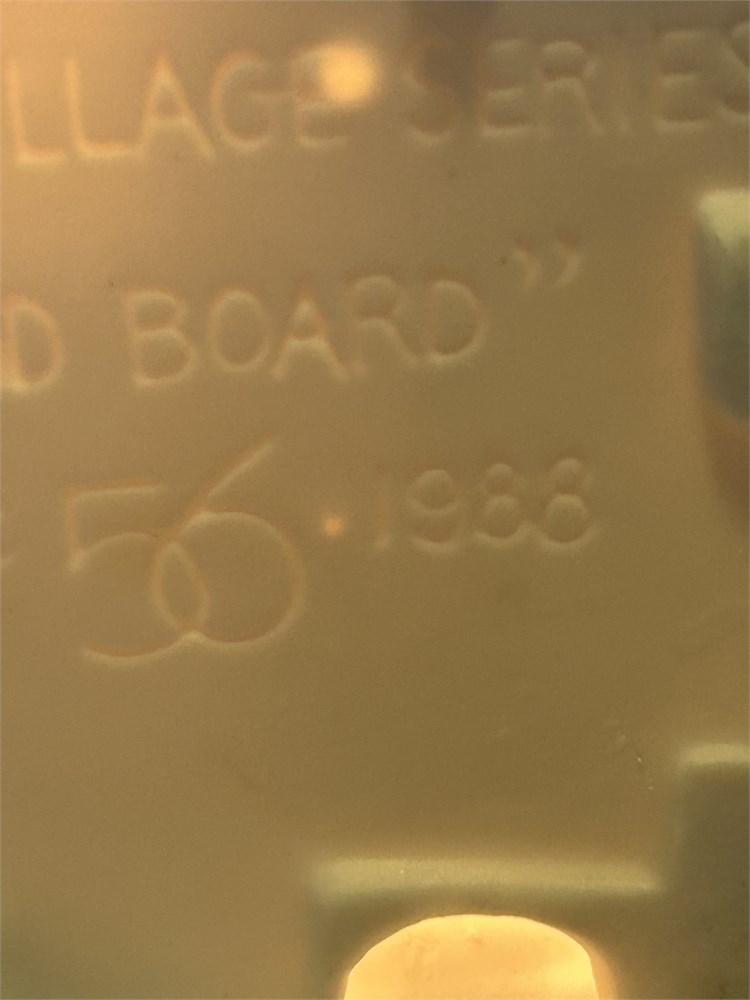 LLAGE SERIES
D BOARD”
56 • 1988